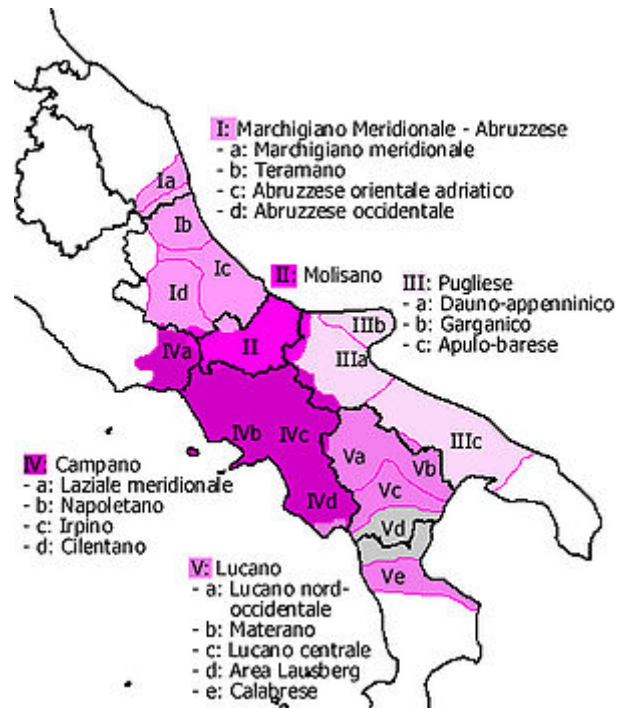 I: Marchigiano Meridionale - Abruzzese
- a: Marchigiano meridionale
- b: Teramano
- c: Abruzzese orientale adriatico
- d: Abruzzese occidentale
Ia
Ib
Ic
Id
II: Molisano
III: Pugliese
- a: Dauno-appenninico
- b: Garganico
- c: Apulo-barese
IIIb
IVa
II
IIIa
IVb
IVc
IIIc
Va
Vb
Vc
IVd
Vd
Ve
IV: Campano
- a: Laziale meridionale
- b: Napoletano
- c: Irpino
- d: Cilentano
V: Lucano
- a: Lucano nord-
occidentale
- b: Materano
- c: Lucano centrale
- d: Area Lausberg
- e: Calabrese